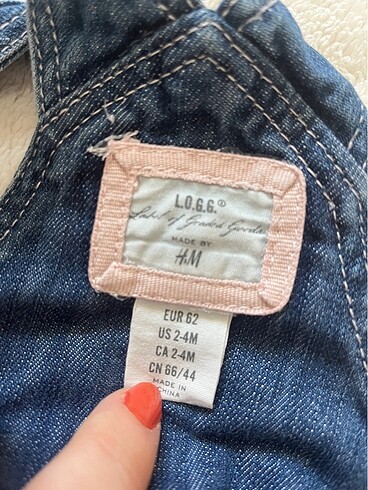 L.O.G.G.®
Label of Graded Goods
MADE BY
H&M
EUR 62
US 2-4M
CA 2-4M
CN 66/44
MADE IN
CHINA